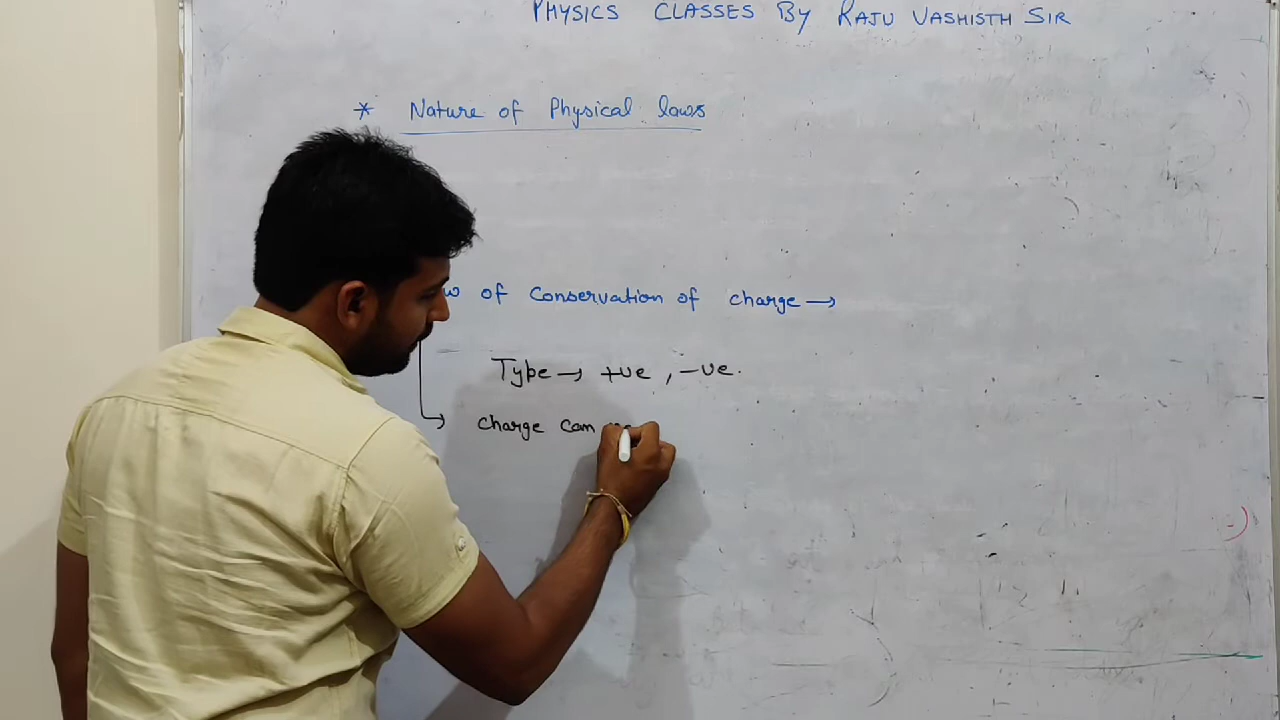 PHYSICS CLASSES BY RAJU VASHISTH SIR
* Nature of Physical laws
of Conservation of charge →
Type → +ve, -ve.
charge can